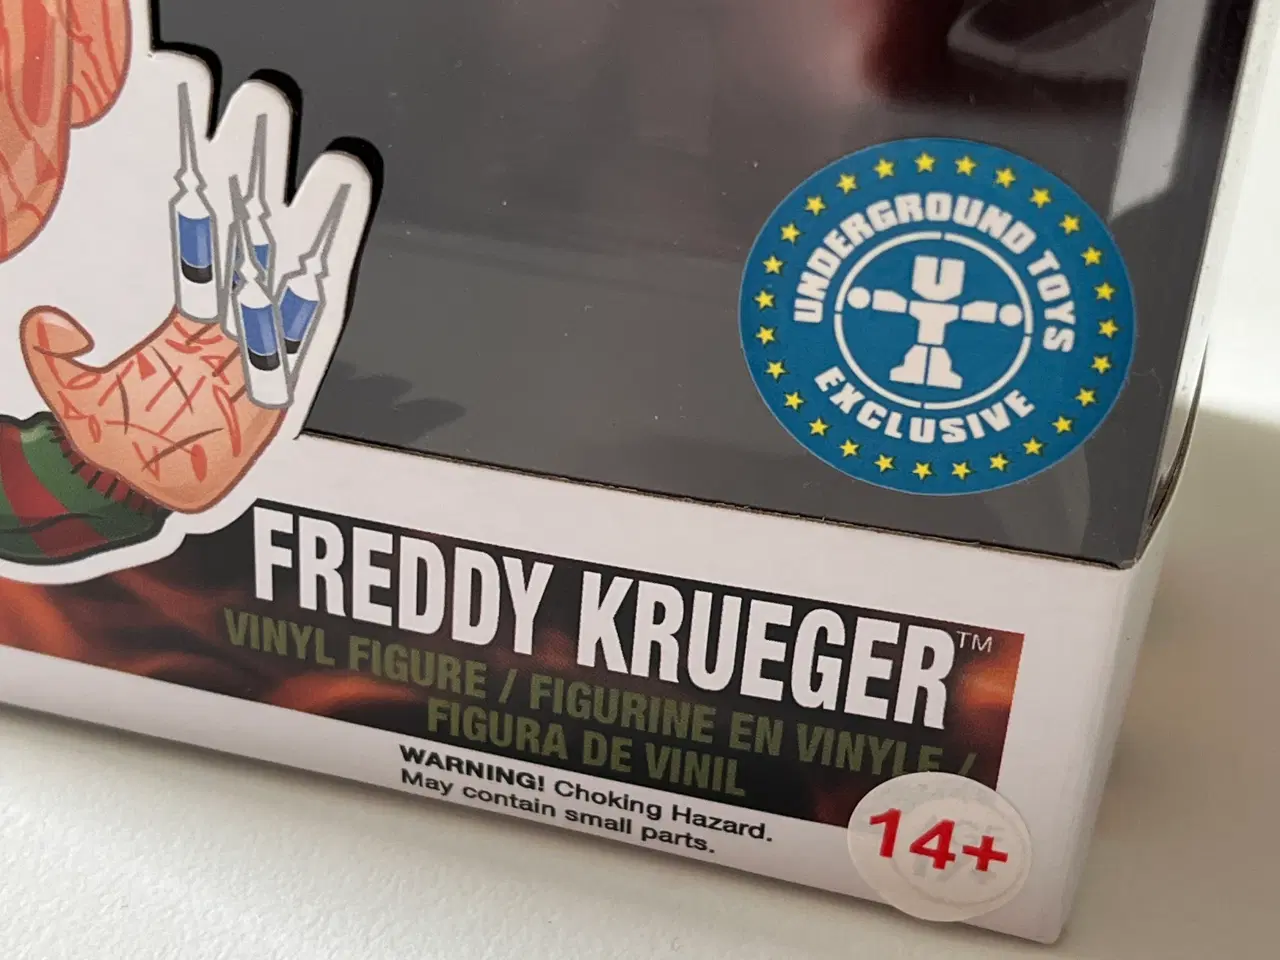 UNDERGROUND TOYS
U
EXCLUSIVE
FREDDY KRUEGER™
VINYL FIGURE / FIGURINE EN VINYLE /
FIGURA DE VINIL
WARNING! Choking Hazard.
May contain small parts.
14+